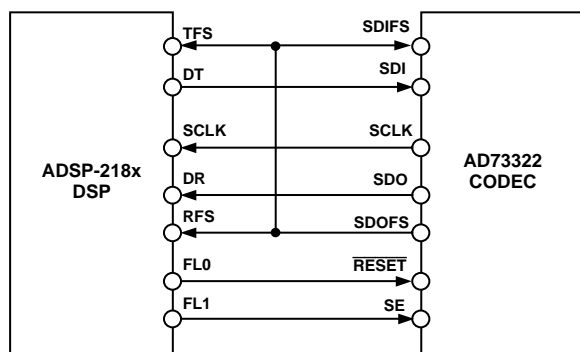 TFS SDIFS
DT SDI
SCLK SCLK
ADSP-218x
DSP
AD73322
CODEC
DR SDO
RFS SDOFS
FL0 RESET
FL1 SE